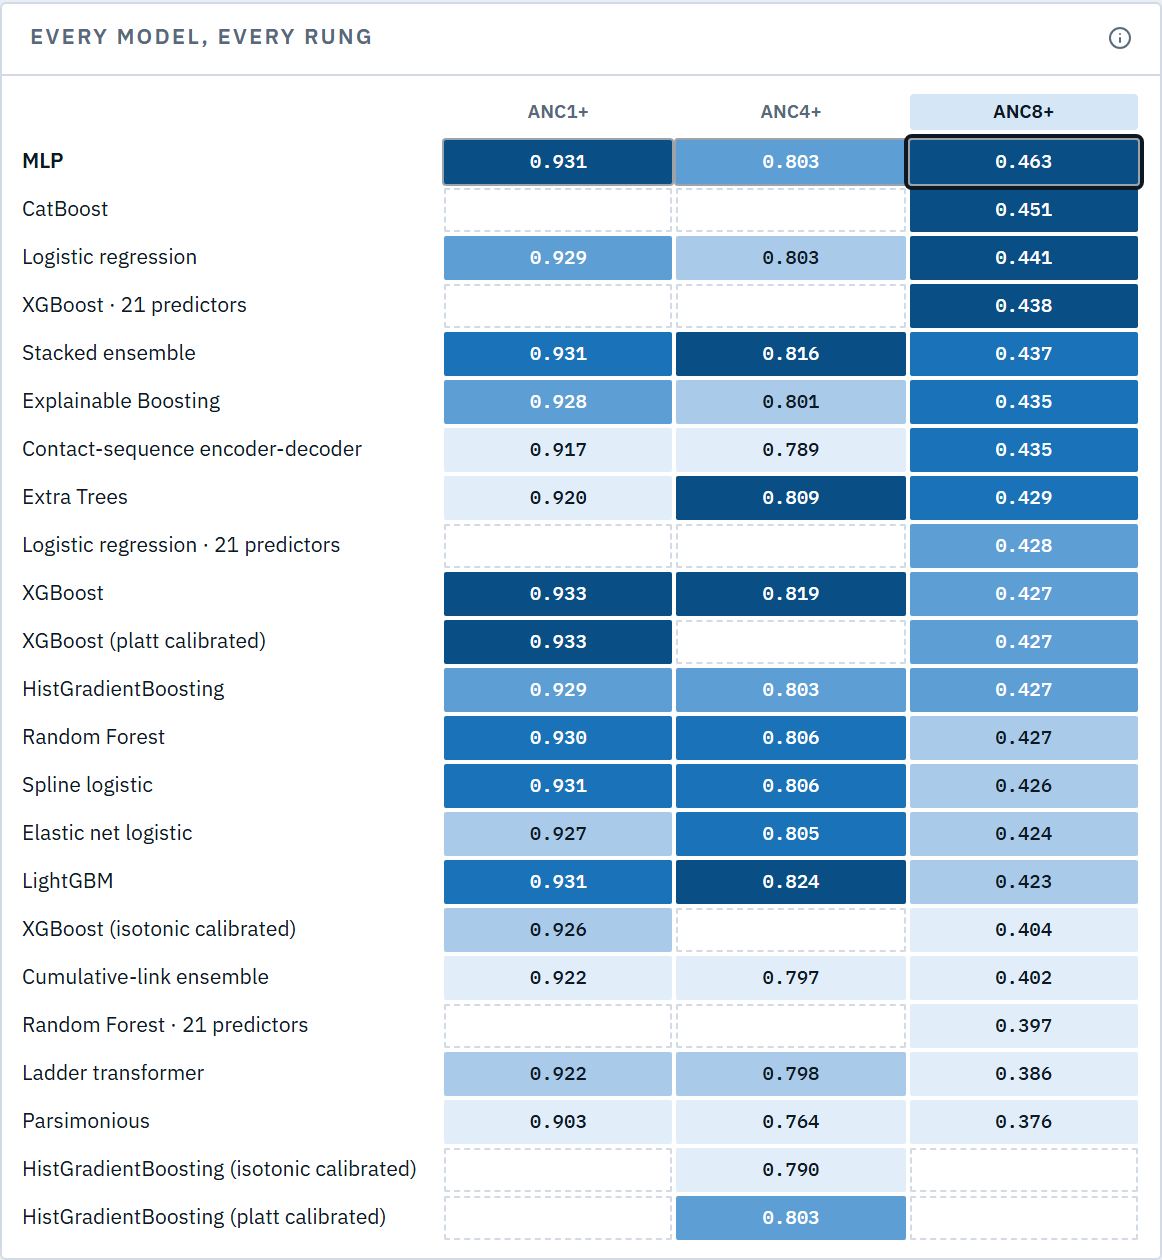 EVERY MODEL, EVERY RUNG
ANC1+ ANC4+ ANC8+
MLP 0.931 0.803 0.463
CatBoost 0.451
Logistic regression 0.929 0.803 0.441
XGBoost · 21 predictors 0.438
Stacked ensemble 0.931 0.816 0.437
Explainable Boosting 0.928 0.801 0.435
Contact-sequence encoder-decoder 0.917 0.789 0.435
Extra Trees 0.920 0.809 0.429
Logistic regression · 21 predictors 0.428
XGBoost 0.933 0.819 0.427
XGBoost (platt calibrated) 0.933 0.427
HistGradientBoosting 0.929 0.803 0.427
Random Forest 0.930 0.806 0.427
Spline logistic 0.931 0.806 0.426
Elastic net logistic 0.927 0.805 0.424
LightGBM 0.931 0.824 0.423
XGBoost (isotonic calibrated) 0.926 0.404
Cumulative-link ensemble 0.922 0.797 0.402
Random Forest · 21 predictors 0.397
Ladder transformer 0.922 0.798 0.386
Parsimonious 0.903 0.764 0.376
HistGradientBoosting (isotonic calibrated) 0.790
HistGradientBoosting (platt calibrated) 0.803